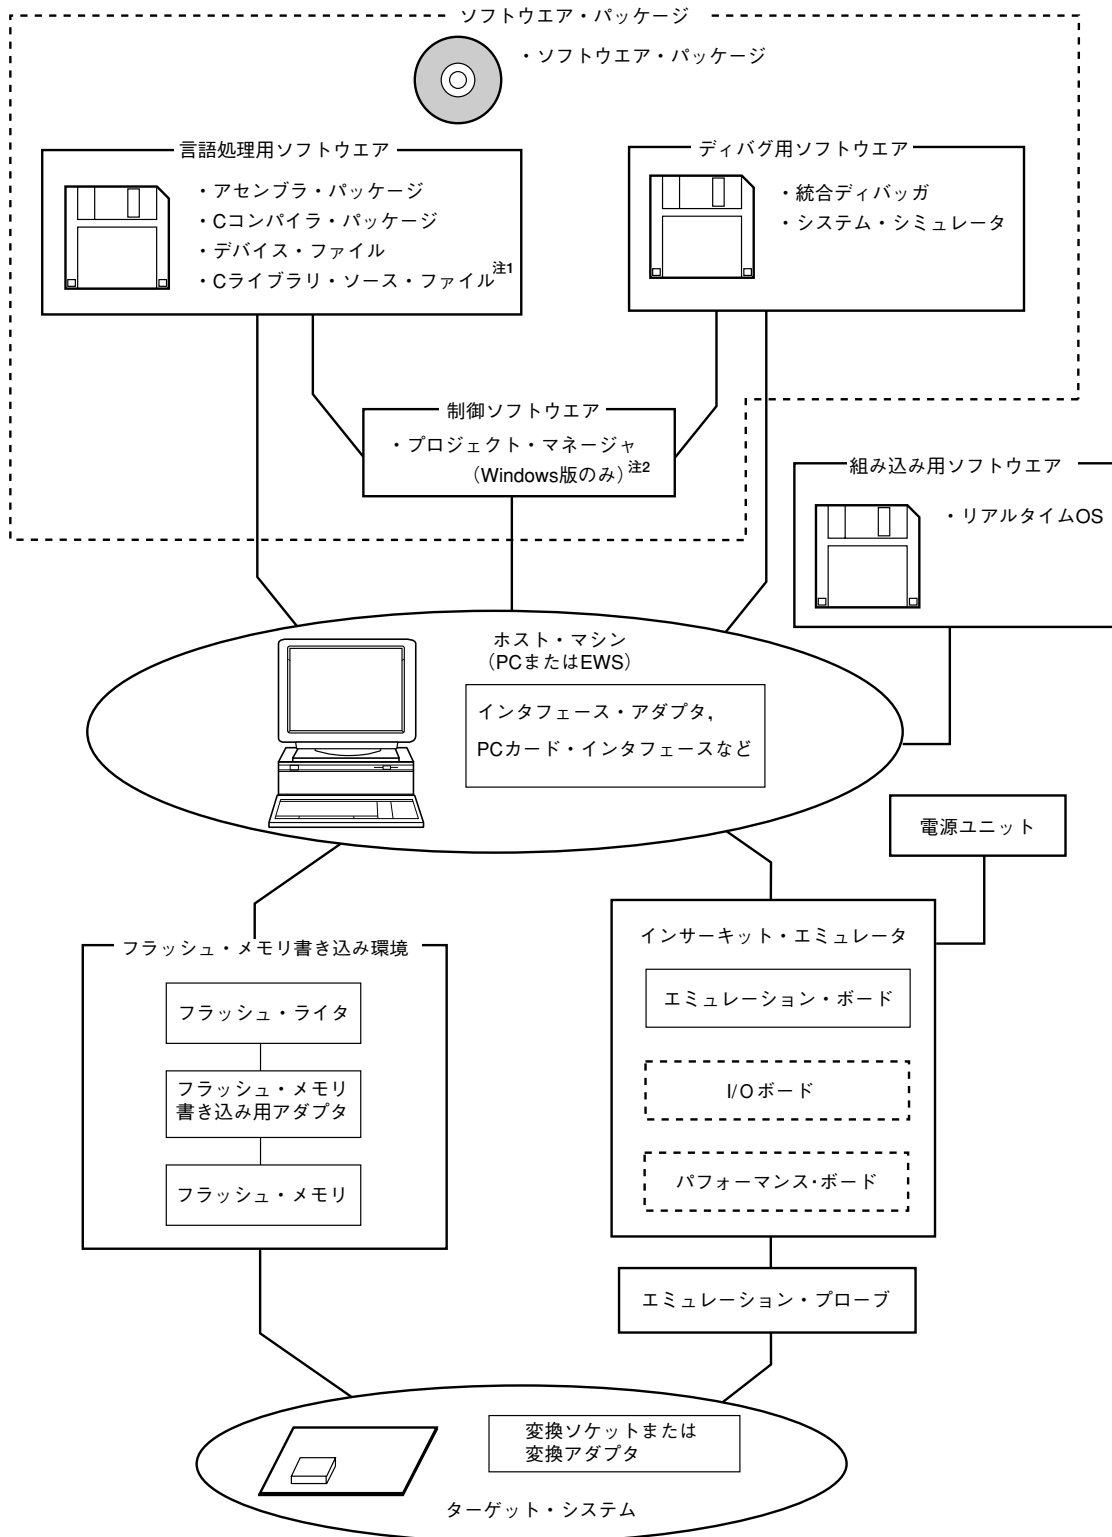 ソフトウエア・パッケージ
・ソフトウエア・パッケージ
言語処理用ソフトウエア
・アセンブラ・パッケージ
・Cコンパイラ・パッケージ
・デバイス・ファイル
・Cライブラリ・ソース・ファイル注1
ディバグ用ソフトウエア
・統合ディバッガ
・システム・シミュレータ
制御ソフトウエア
・プロジェクト・マネージャ
（Windows版のみ）注2
組み込み用ソフトウエア
・リアルタイムOS
ホスト・マシン
（PCまたはEWS）
インタフェース・アダプタ，
PCカード・インタフェースなど
電源ユニット
フラッシュ・メモリ書き込み環境
フラッシュ・ライタ
フラッシュ・メモリ
書き込み用アダプタ
フラッシュ・メモリ
インサーキット・エミュレータ
エミュレーション・ボード
I/Oボード
パフォーマンス・ボード
エミュレーション・プローブ
変換ソケットまたは
変換アダプタ
ターゲット・システム